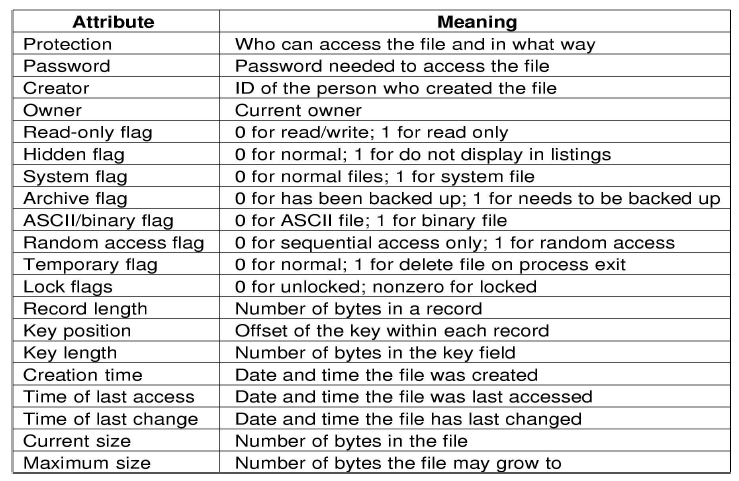 Attribute Meaning
Protection Who can access the file and in what way
Password Password needed to access the file
Creator ID of the person who created the file
Owner Current owner
Read-only flag 0 for read/write; 1 for read only
Hidden flag 0 for normal; 1 for do not display in listings
System flag 0 for normal files; 1 for system file
Archive flag 0 for has been backed up; 1 for needs to be backed up
ASCII/binary flag 0 for ASCII file; 1 for binary file
Random access flag 0 for sequential access only; 1 for random access
Temporary flag 0 for normal; 1 for delete file on process exit
Lock flags 0 for unlocked; nonzero for locked
Record length Number of bytes in a record
Key position Offset of the key within each record
Key length Number of bytes in the key field
Creation time Date and time the file was created
Time of last access Date and time the file was last accessed
Time of last change Date and time the file has last changed
Current size Number of bytes in the file
Maximum size Number of bytes the file may grow to